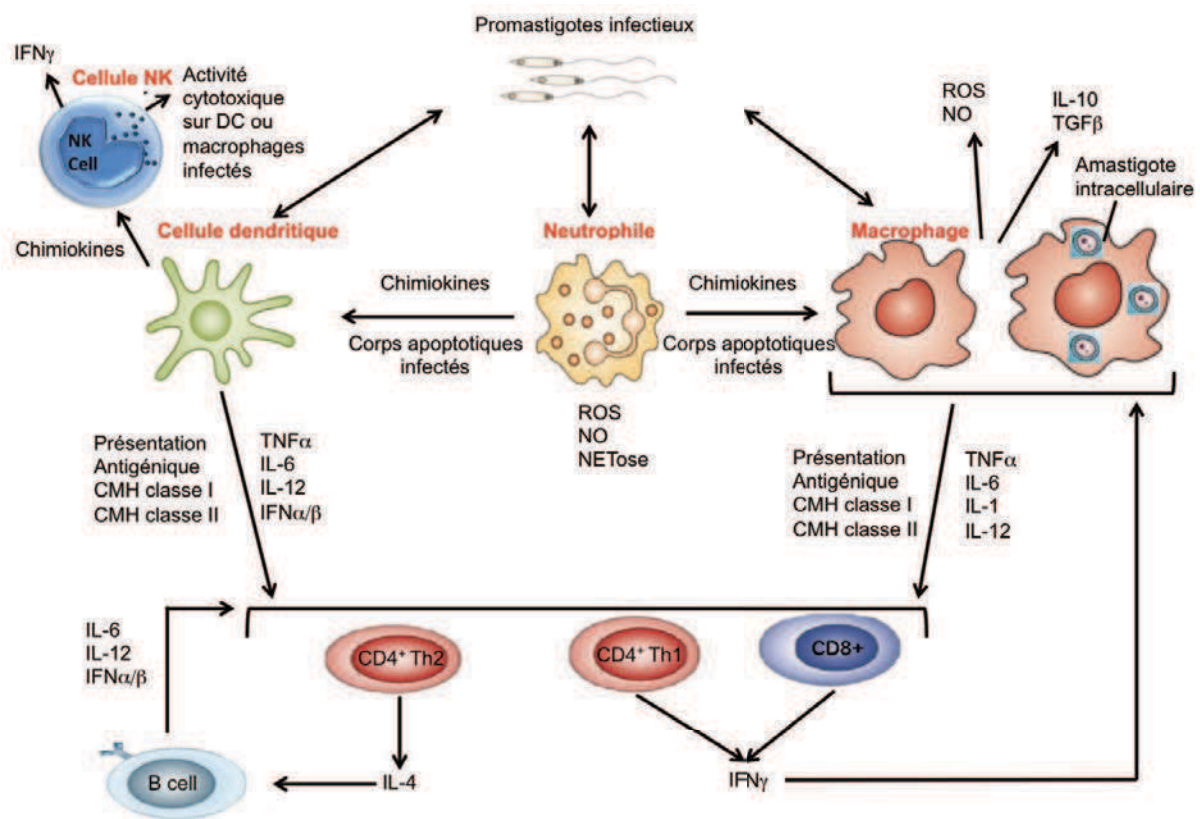 Promastigotes infectieux
IFNγ
Cellule NK
Activité
cytotoxique
sur DC ou
macrophages
infectés
NK
Cell
ROS
NO
IL-10
TGFβ
Amastigote
intracellulaire
Chimiokines
Cellule dendritique
Neutrophile
Macrophage
Chimiokines
Corps apoptotiques
infectés
Chimiokines
Corps apoptotiques
infectés
ROS
NO
NETose
Présentation
Antigénique
CMH classe I
CMH classe II
TNFα
IL-6
IL-12
IFNα/β
Présentation
Antigénique
CMH classe I
CMH classe II
TNFα
IL-6
IL-1
IL-12
IL-6
IL-12
IFNα/β
CD4⁺ Th2
CD4⁺ Th1
CD8+
B cell
IL-4
IFNγ